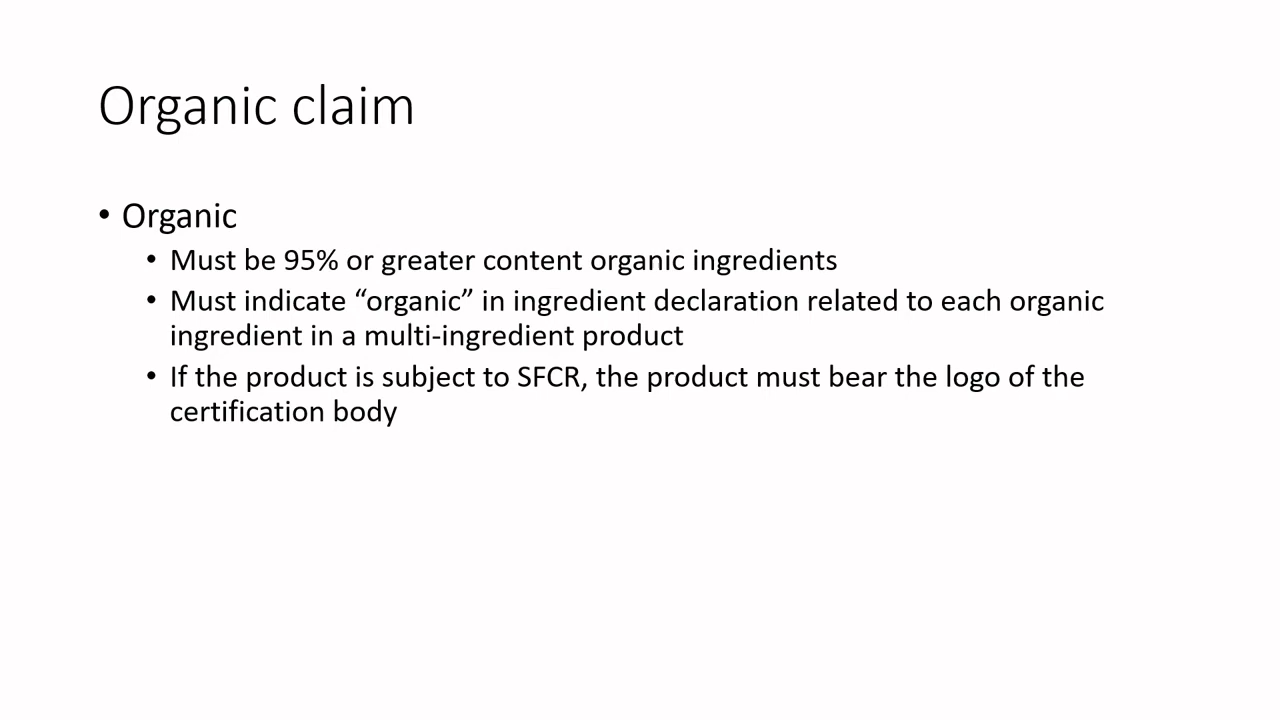 Organic claim
• Organic
• Must be 95% or greater content organic ingredients
• Must indicate “organic” in ingredient declaration related to each organic
ingredient in a multi-ingredient product
• If the product is subject to SFCR, the product must bear the logo of the
certification body